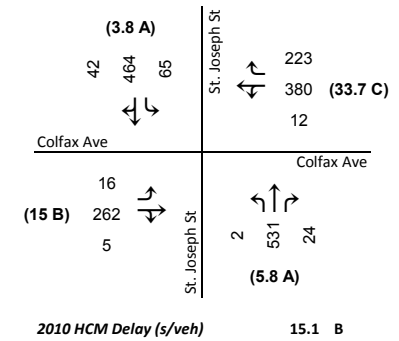 (3.8 A)
42 464 65
St. Joseph St
223
380 (33.7 C)
12
Colfax Ave
Colfax Ave
16
(15 B) 262
5
St. Joseph St
2 531 24
(5.8 A)
2010 HCM Delay (s/veh) 15.1 B